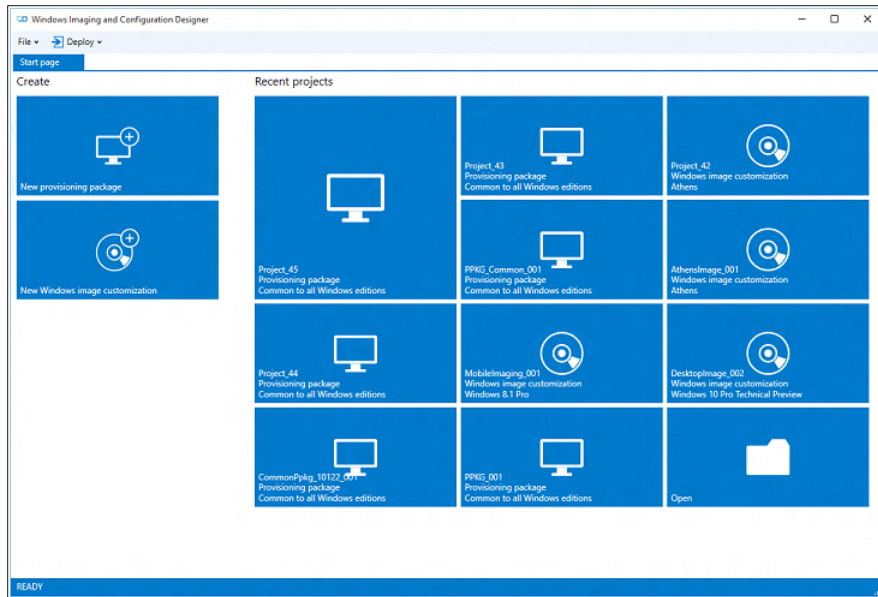 Windows Imaging and Configuration Designer
File
Deploy
Start page
Create
Recent projects
New provisioning package
New Windows image customization
Project_45
Provisioning package
Common to all Windows editions
Project_43
Provisioning package
Common to all Windows editions
Project_42
Windows image customization
Athens
PPKG_Common_001
Provisioning package
Common to all Windows editions
AthensImage_001
Windows image customization
Athens
Project_44
Provisioning package
Common to all Windows editions
MobileImaging_001
Windows image customization
Windows 8.1 Pro
DesktopImage_002
Windows image customization
Windows 10 Pro Technical Preview
CommonPpkg_10122_001
Provisioning package
Common to all Windows editions
PPKG_001
Provisioning package
Common to all Windows editions
Open
READY